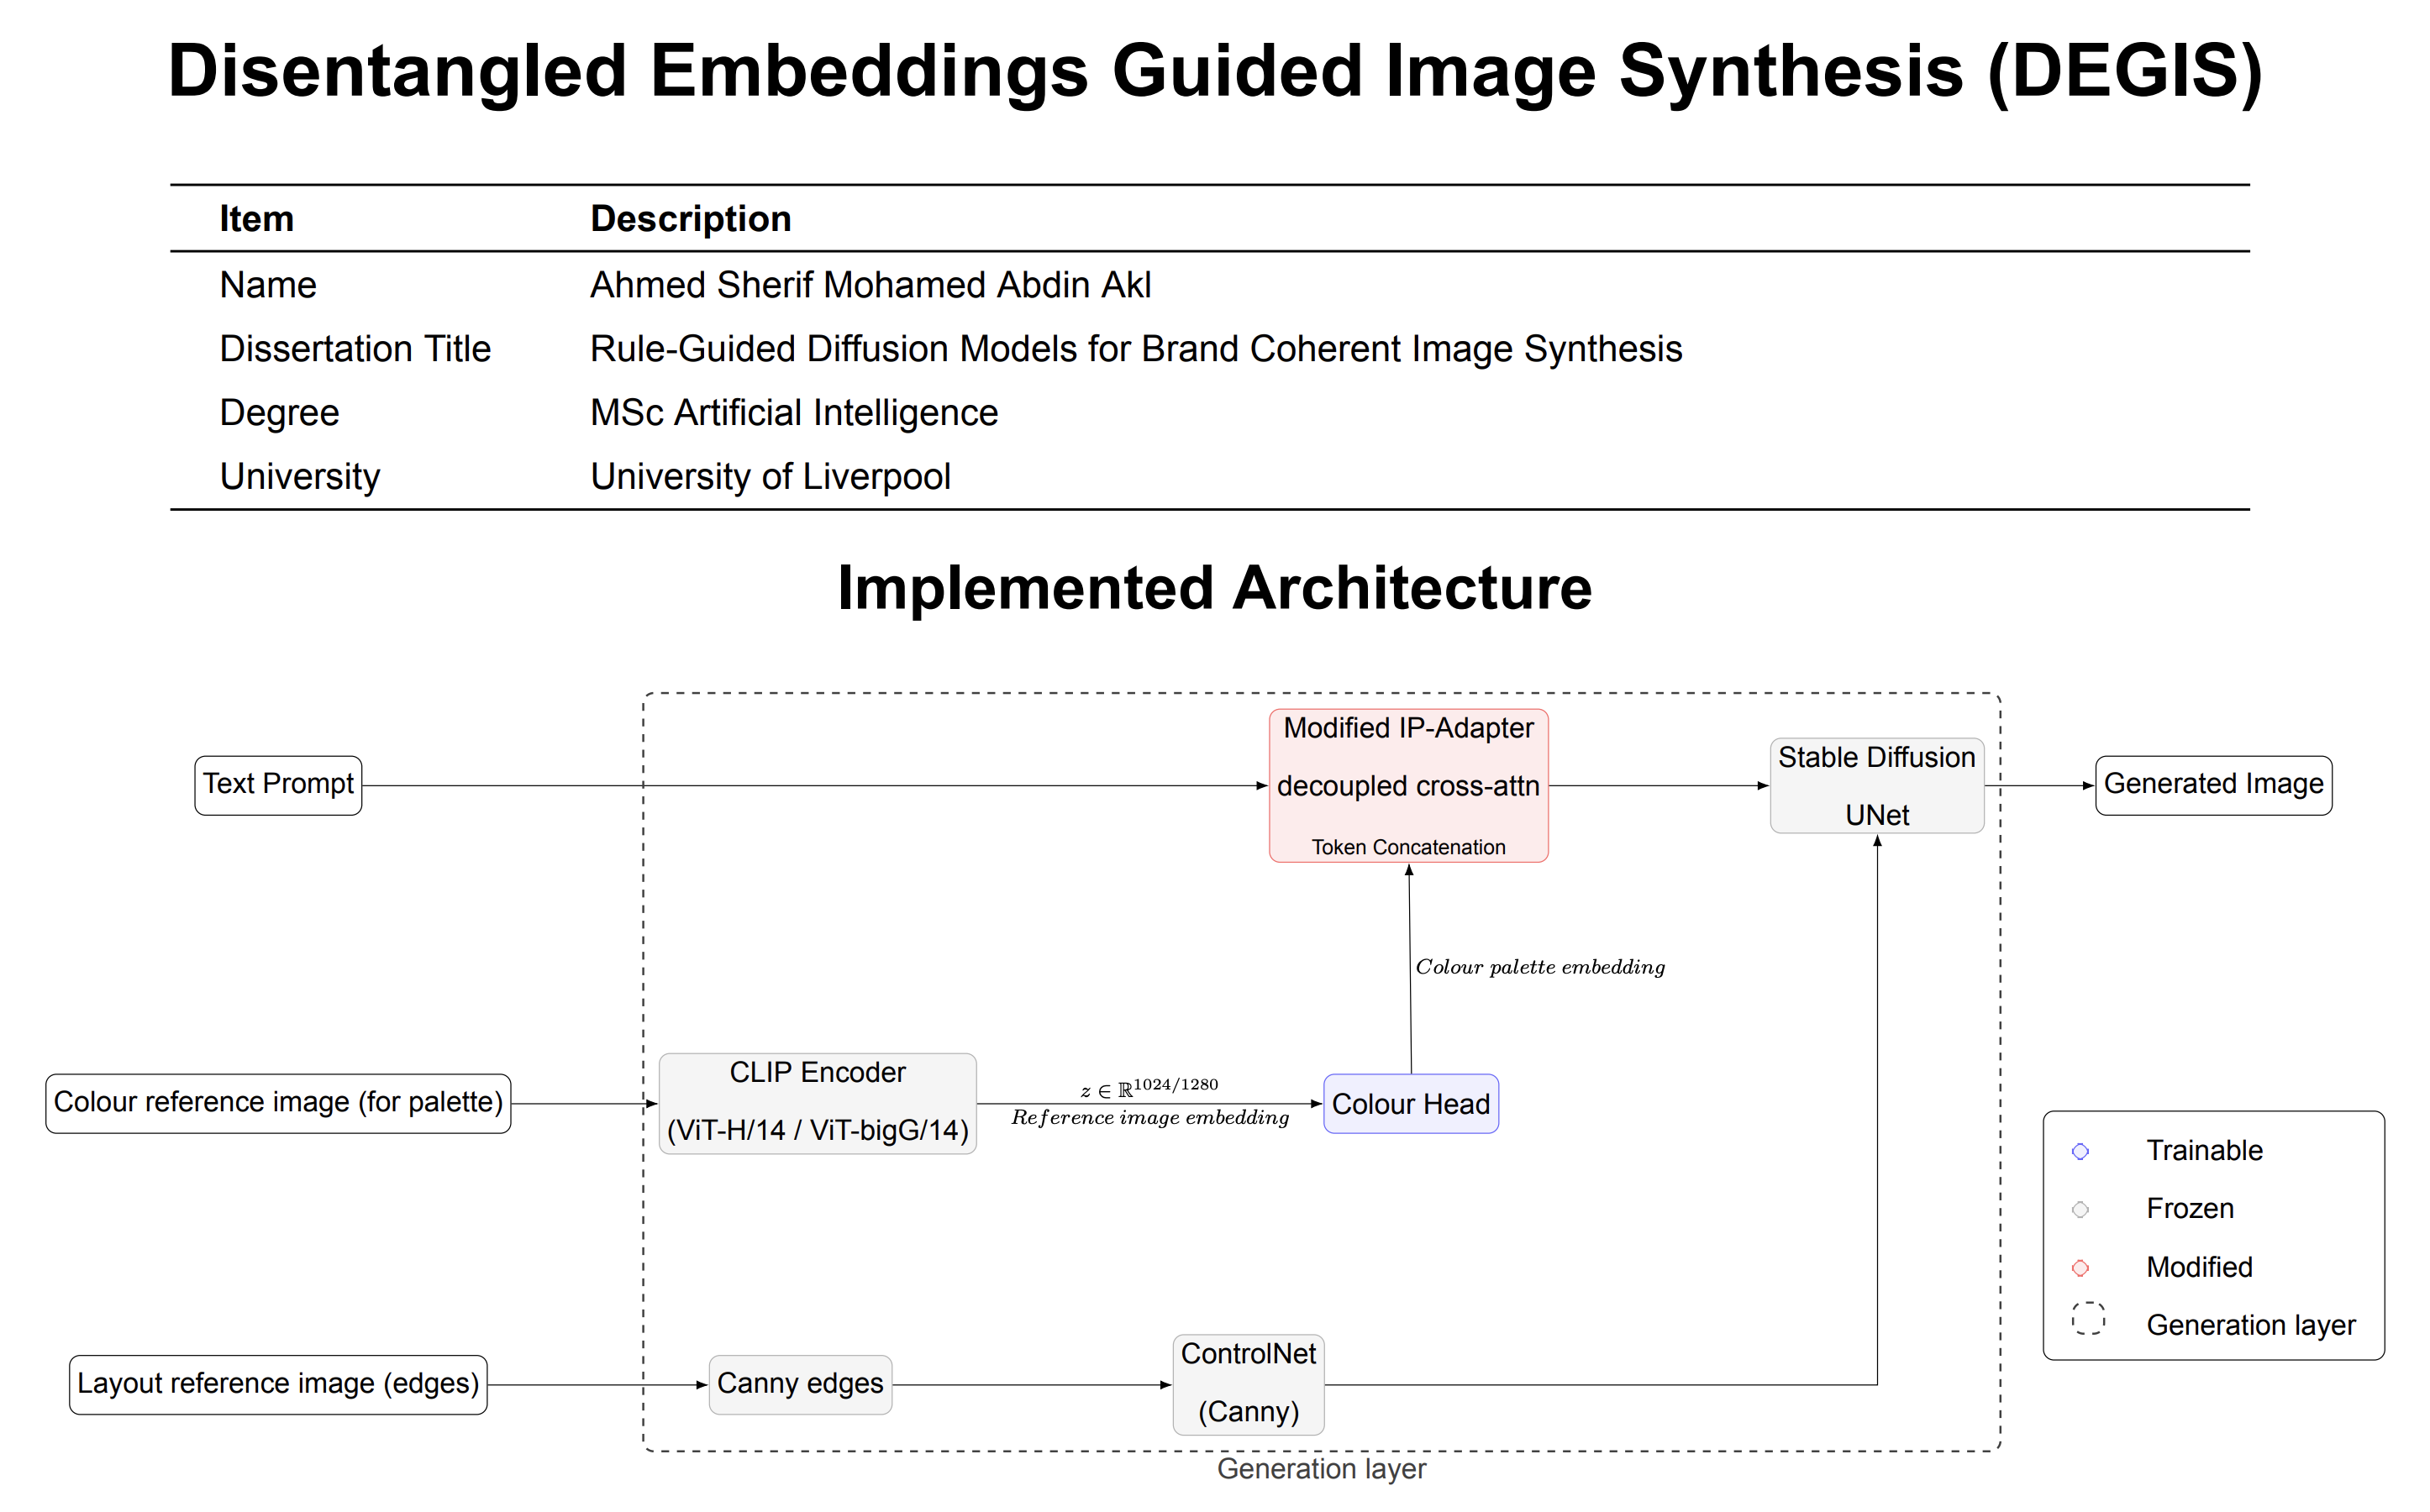 Disentangled Embeddings Guided Image Synthesis (DEGIS)
Item Description
Name Ahmed Sherif Mohamed Abdin Akl
Dissertation Title Rule-Guided Diffusion Models for Brand Coherent Image Synthesis
Degree MSc Artificial Intelligence
University University of Liverpool
Implemented Architecture
Text Prompt
Modified IP-Adapter
decoupled cross-attn
Token Concatenation
Stable Diffusion
UNet
Generated Image
Colour palette embedding
Colour reference image (for palette)
CLIP Encoder
(ViT-H/14 / ViT-bigG/14)
z ∈ ℝ^1024/1280
Reference image embedding
Colour Head
Layout reference image (edges)
Canny edges
ControlNet
(Canny)
Generation layer
Trainable
Frozen
Modified
Generation layer